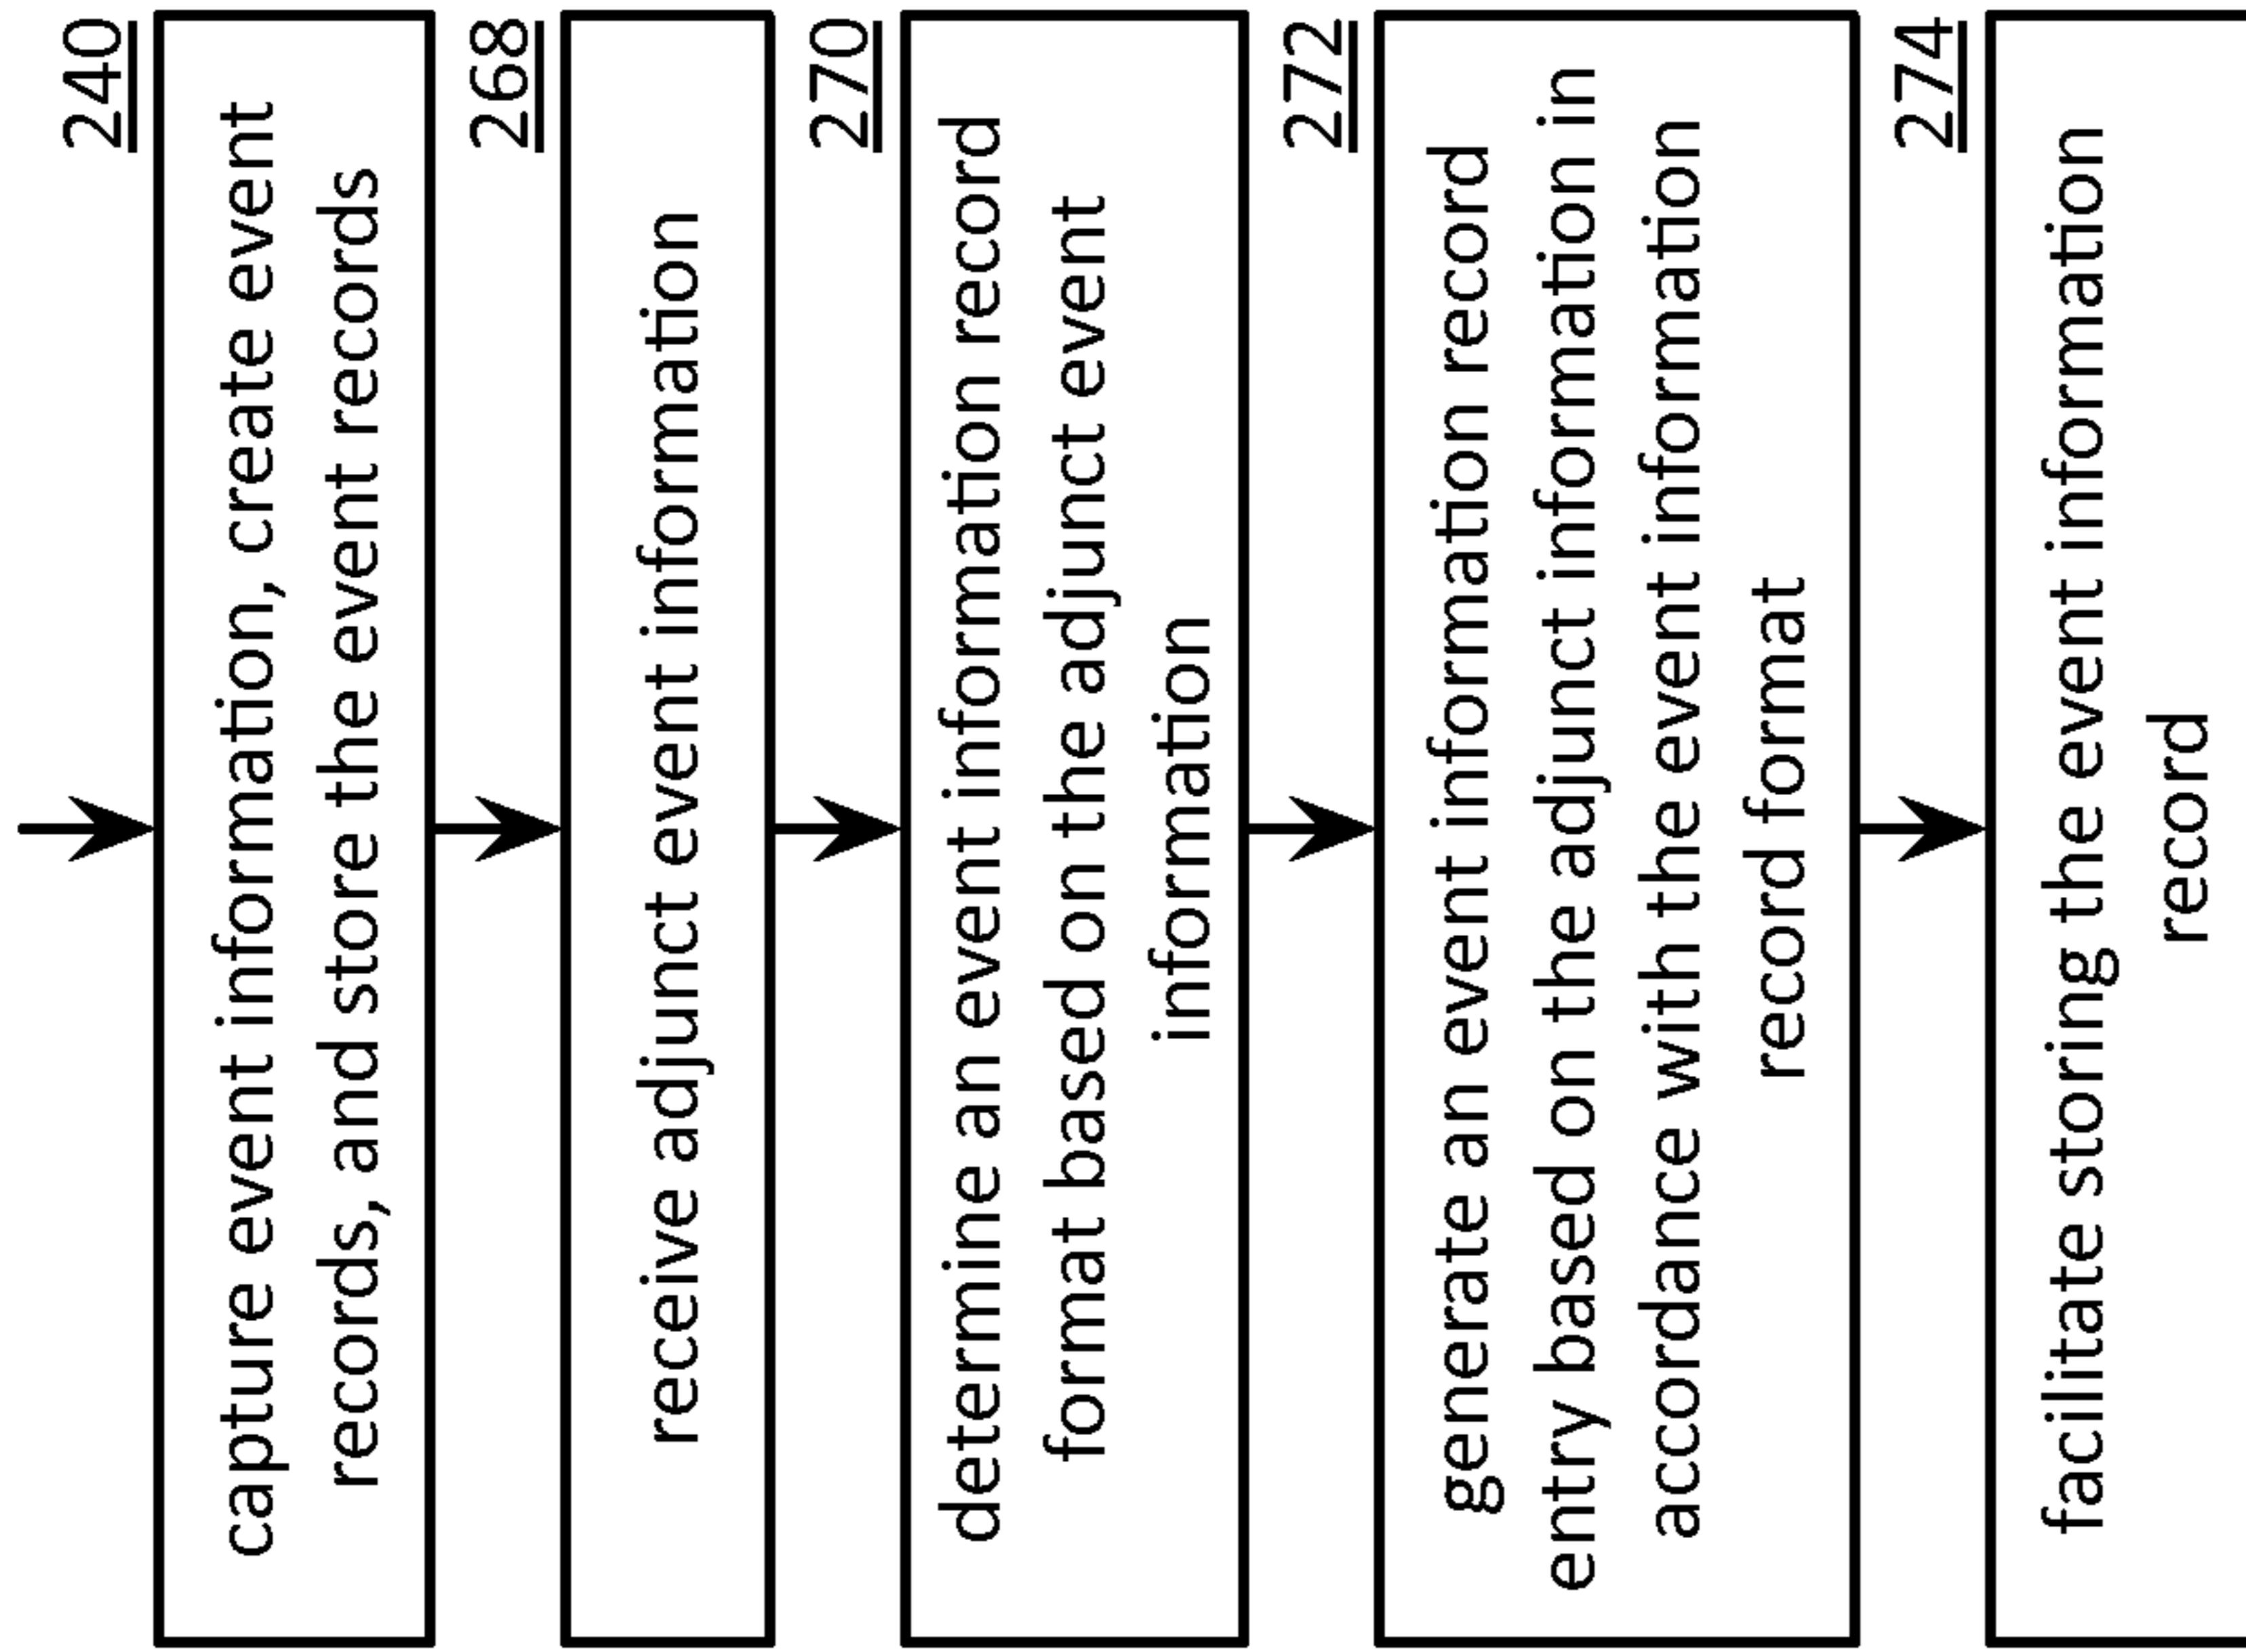 240
capture event information, create event
records, and store the event records
268
receive adjunct event information
270
determine an event information record
format based on the adjunct event
information
272
generate an event information record
entry based on the adjunct information in
accordance with the event information
record format
274
facilitate storing the event information
record